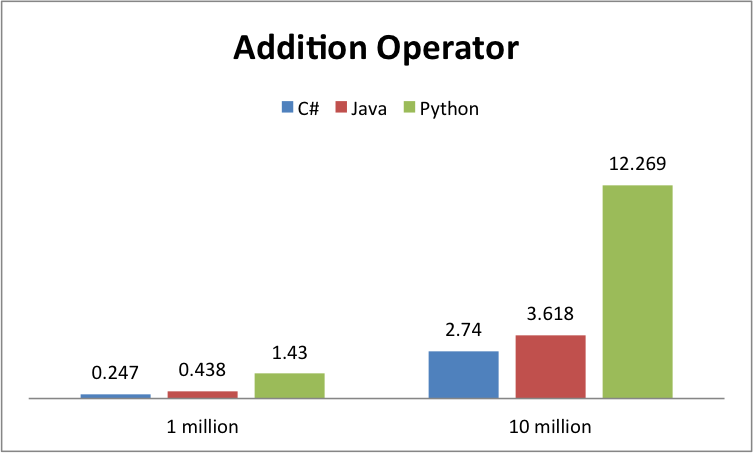 Addition Operator
C# Java Python
12.269
3.618
2.74
1.43
0.438
0.247
1 million 10 million